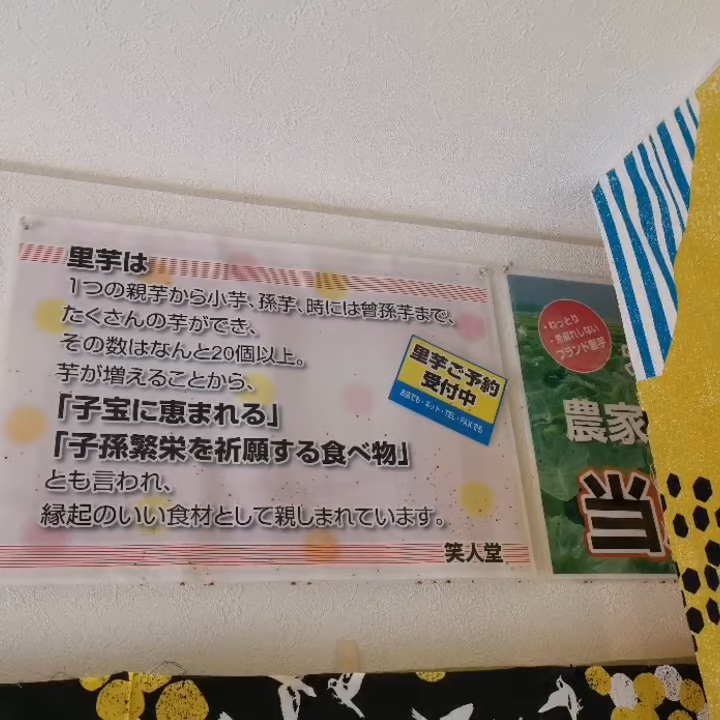 里芋は
1つの親芋から小芋、孫芋、時には曾孫芋まで、
たくさんの芋ができ、
その数はなんと20個以上。
芋が増えることから、
「子宝に恵まれる」
「子孫繁栄を祈願する食べ物」
とも言われ、
縁起のいい食材として親しまれています。
笑人堂
里芋ご予約
受付中
お店でも・ネット・TEL・FAXでも
・ねっとり
・煮崩れしない
ブランド里芋
農家
当